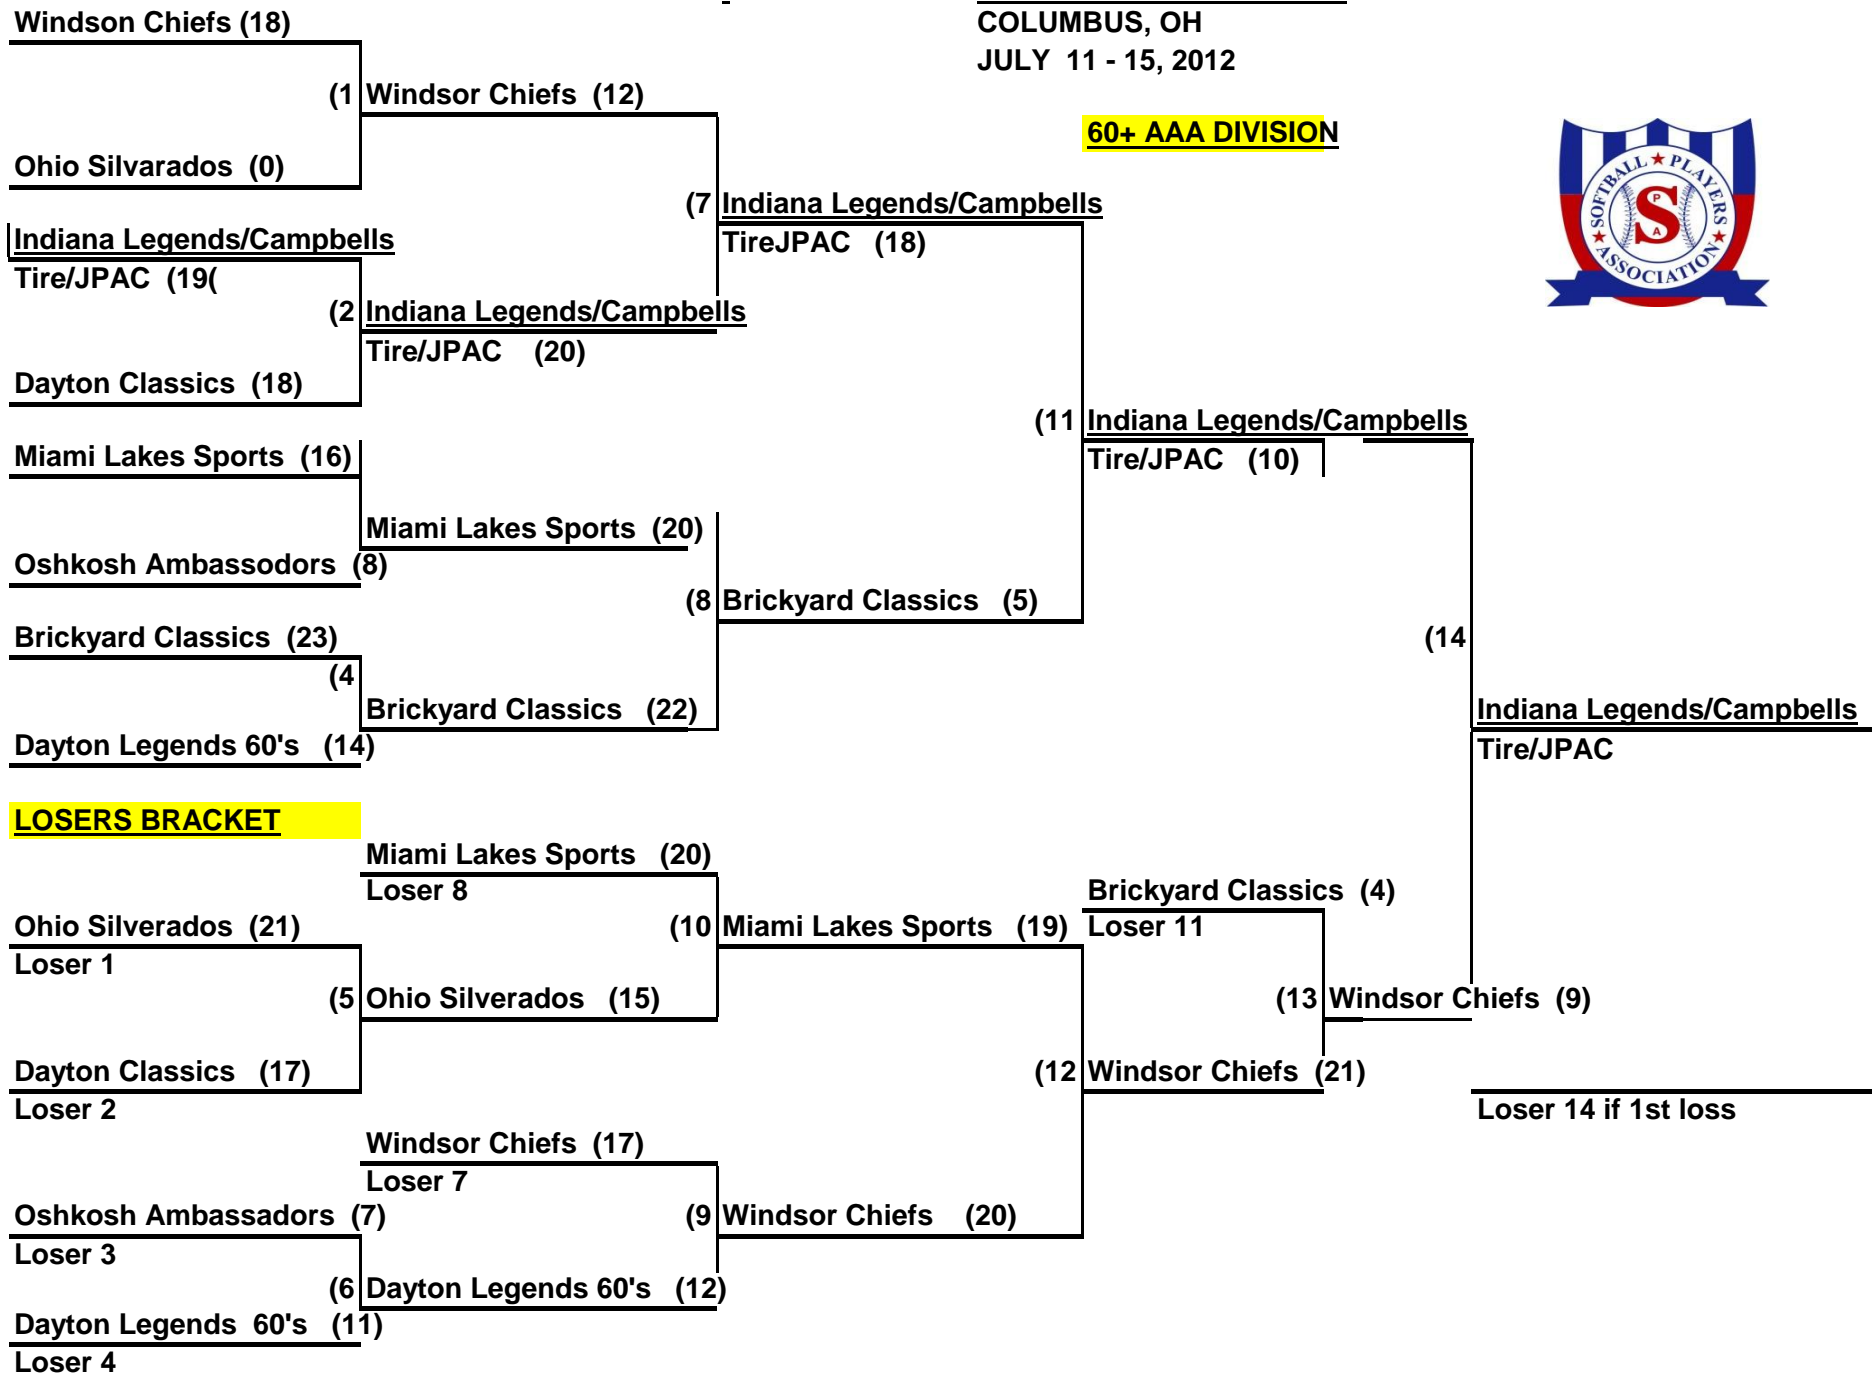 Windson Chiefs (18)
COLUMBUS, OH
JULY 11 - 15, 2012
(1 Windsor Chiefs (12)
60+ AAA DIVISION
Ohio Silvarados (0)
(7 Indiana Legends/Campbells
TireJPAC (18)
Indiana Legends/Campbells
Tire/JPAC (19(
(2 Indiana Legends/Campbells
Tire/JPAC (20)
Dayton Classics (18)
(11 Indiana Legends/Campbells
Tire/JPAC (10)
Miami Lakes Sports (16)
Miami Lakes Sports (20)
Oshkosh Ambassodors (8)
(8 Brickyard Classics (5)
Brickyard Classics (23)
(14
(4
Brickyard Classics (22)
Indiana Legends/Campbells
Tire/JPAC
Dayton Legends 60's (14)
LOSERS BRACKET
Miami Lakes Sports (20)
Loser 8
Brickyard Classics (4)
Loser 11
Ohio Silverados (21)
Loser 1
(10 Miami Lakes Sports (19)
(5 Ohio Silverados (15)
(13 Windsor Chiefs (9)
Dayton Classics (17)
Loser 2
(12 Windsor Chiefs (21)
Loser 14 if 1st loss
Windsor Chiefs (17)
Loser 7
Oshkosh Ambassadors (7)
Loser 3
(9 Windsor Chiefs (20)
(6 Dayton Legends 60's (12)
Dayton Legends 60's (11)
Loser 4
SOFTBALL ★ PLAYERS ★ ASSOCIATION ★
P
S
A